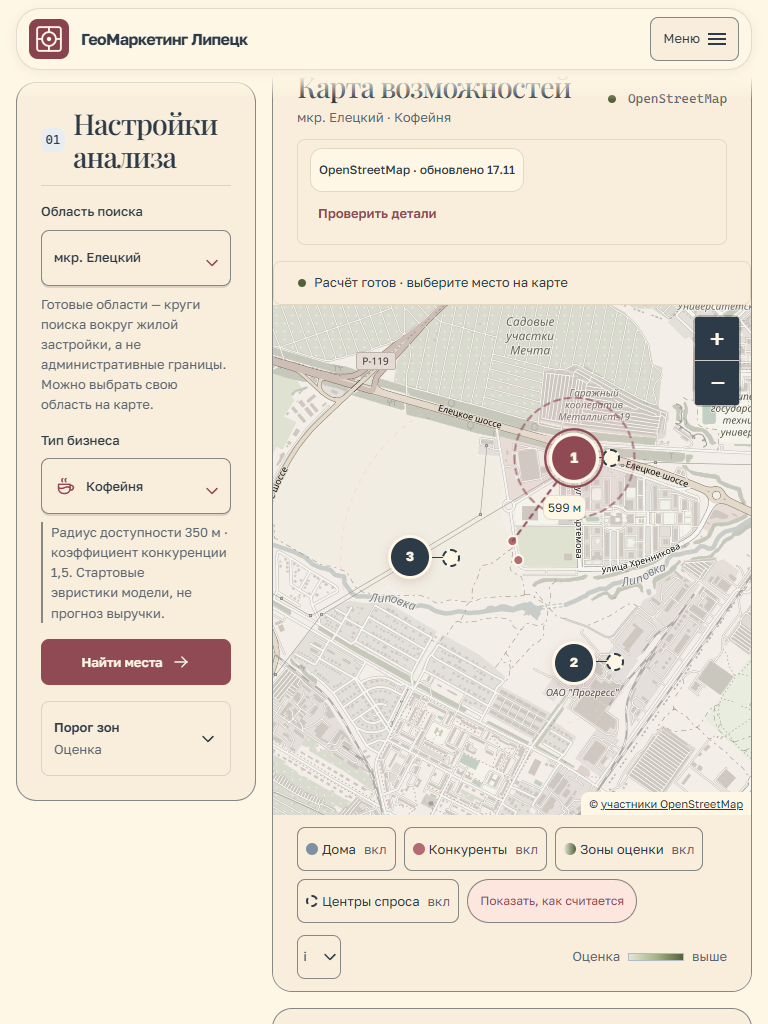 ГеоМаркетинг Липецк
Меню
01
Настройки
анализа
Область поиска
мкр. Елецкий
Готовые области — круги
поиска вокруг жилой
застройки, а не
административные границы.
Можно выбрать свою
область на карте.
Тип бизнеса
Кофейня
Радиус доступности 350 м ·
коэффициент конкуренции
1,5. Стартовые
эвристики модели, не
прогноз выручки.
Найти места
Порог зон
Оценка
Карта возможностей
OpenStreetMap
мкр. Елецкий · Кофейня
OpenStreetMap · обновлено 17.11
Проверить детали
Расчёт готов · выберите место на карте
Садовые
участки
Мечта
Р-119
+
−
Гаражный
кооператив
Металлист-19
Елецкое шоссе
1
Елецкое шоссе
шоссе
599 м
3
улица Хренникова
Липовка
Липовка
2
ОАО "Прогресс"
© участники OpenStreetMap
Дома вкл
Конкуренты вкл
Зоны оценки вкл
Центры спроса вкл
Показать, как считается
i
Оценка
выше